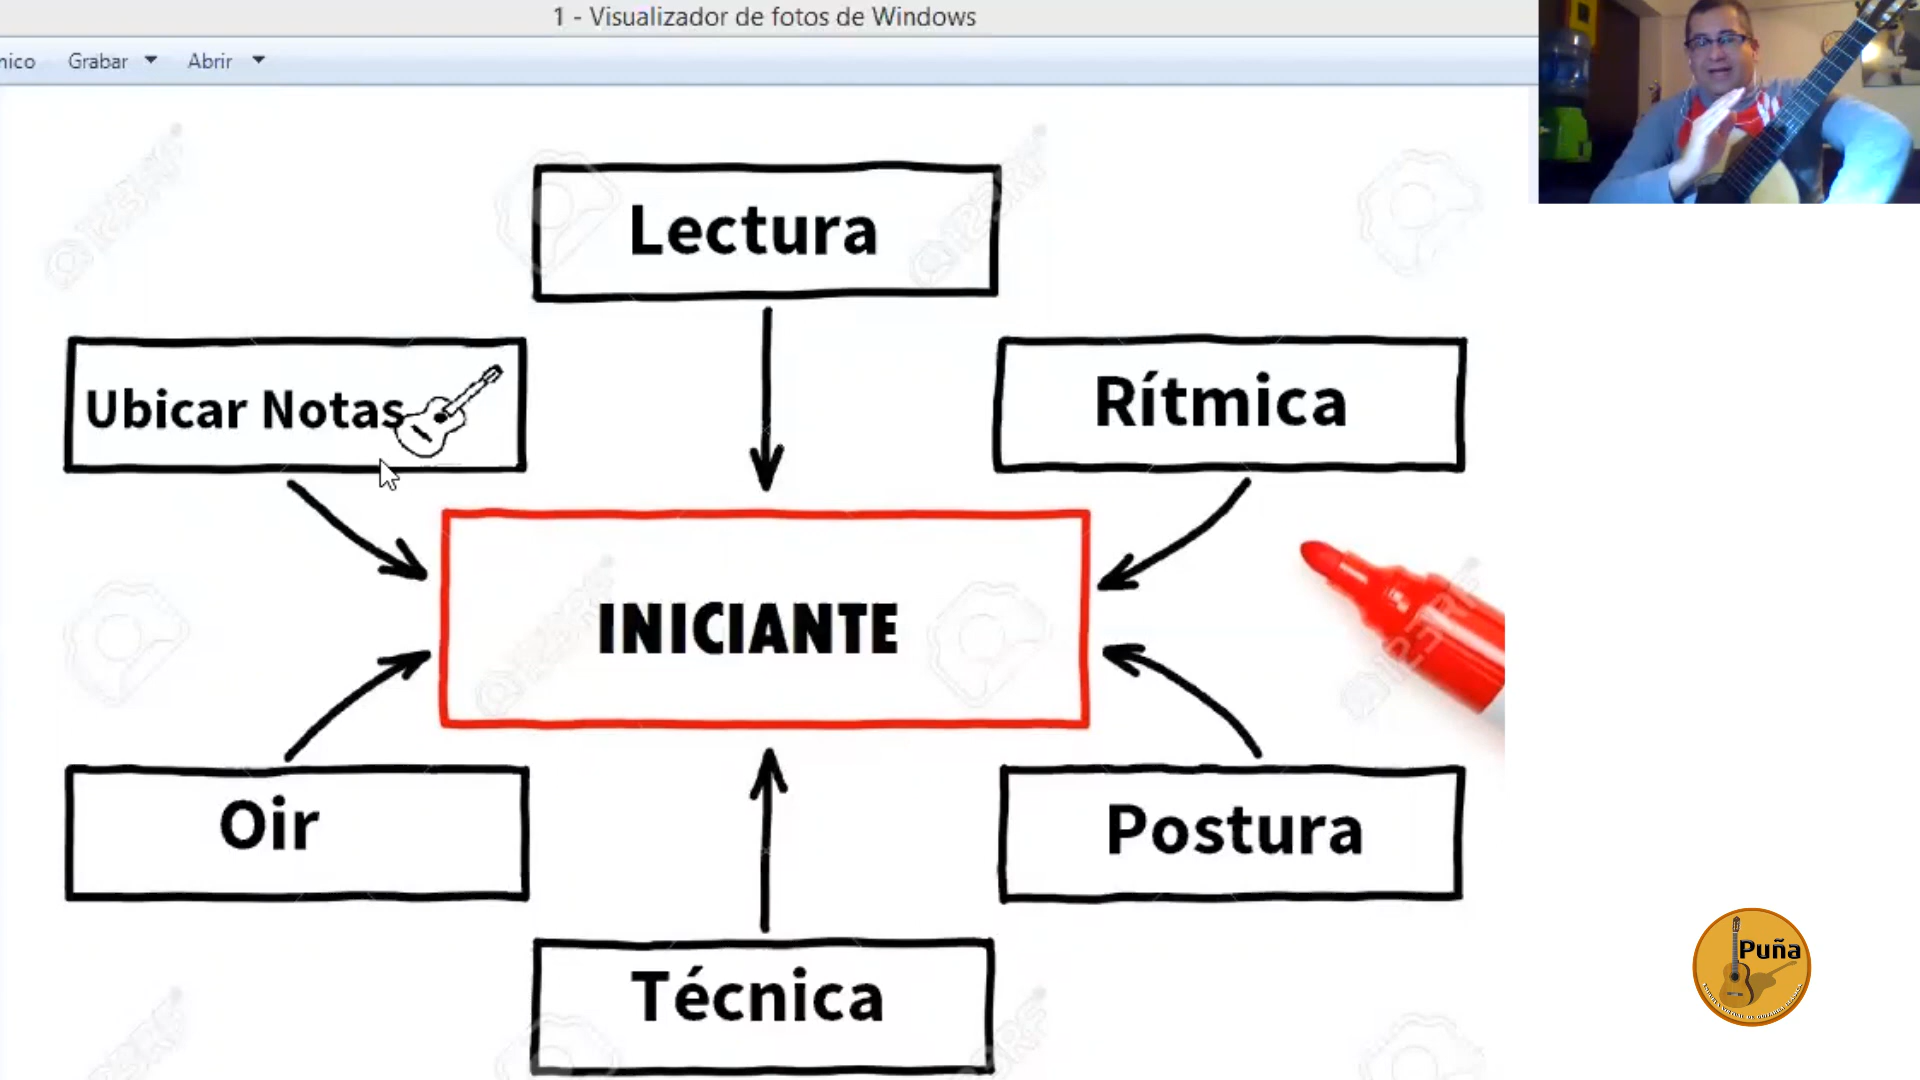 1 - Visualizador de fotos de Windows
nico Grabar Abrir
Lectura
Ubicar Notas
Rítmica
INICIANTE
Oir
Postura
Técnica
Puña